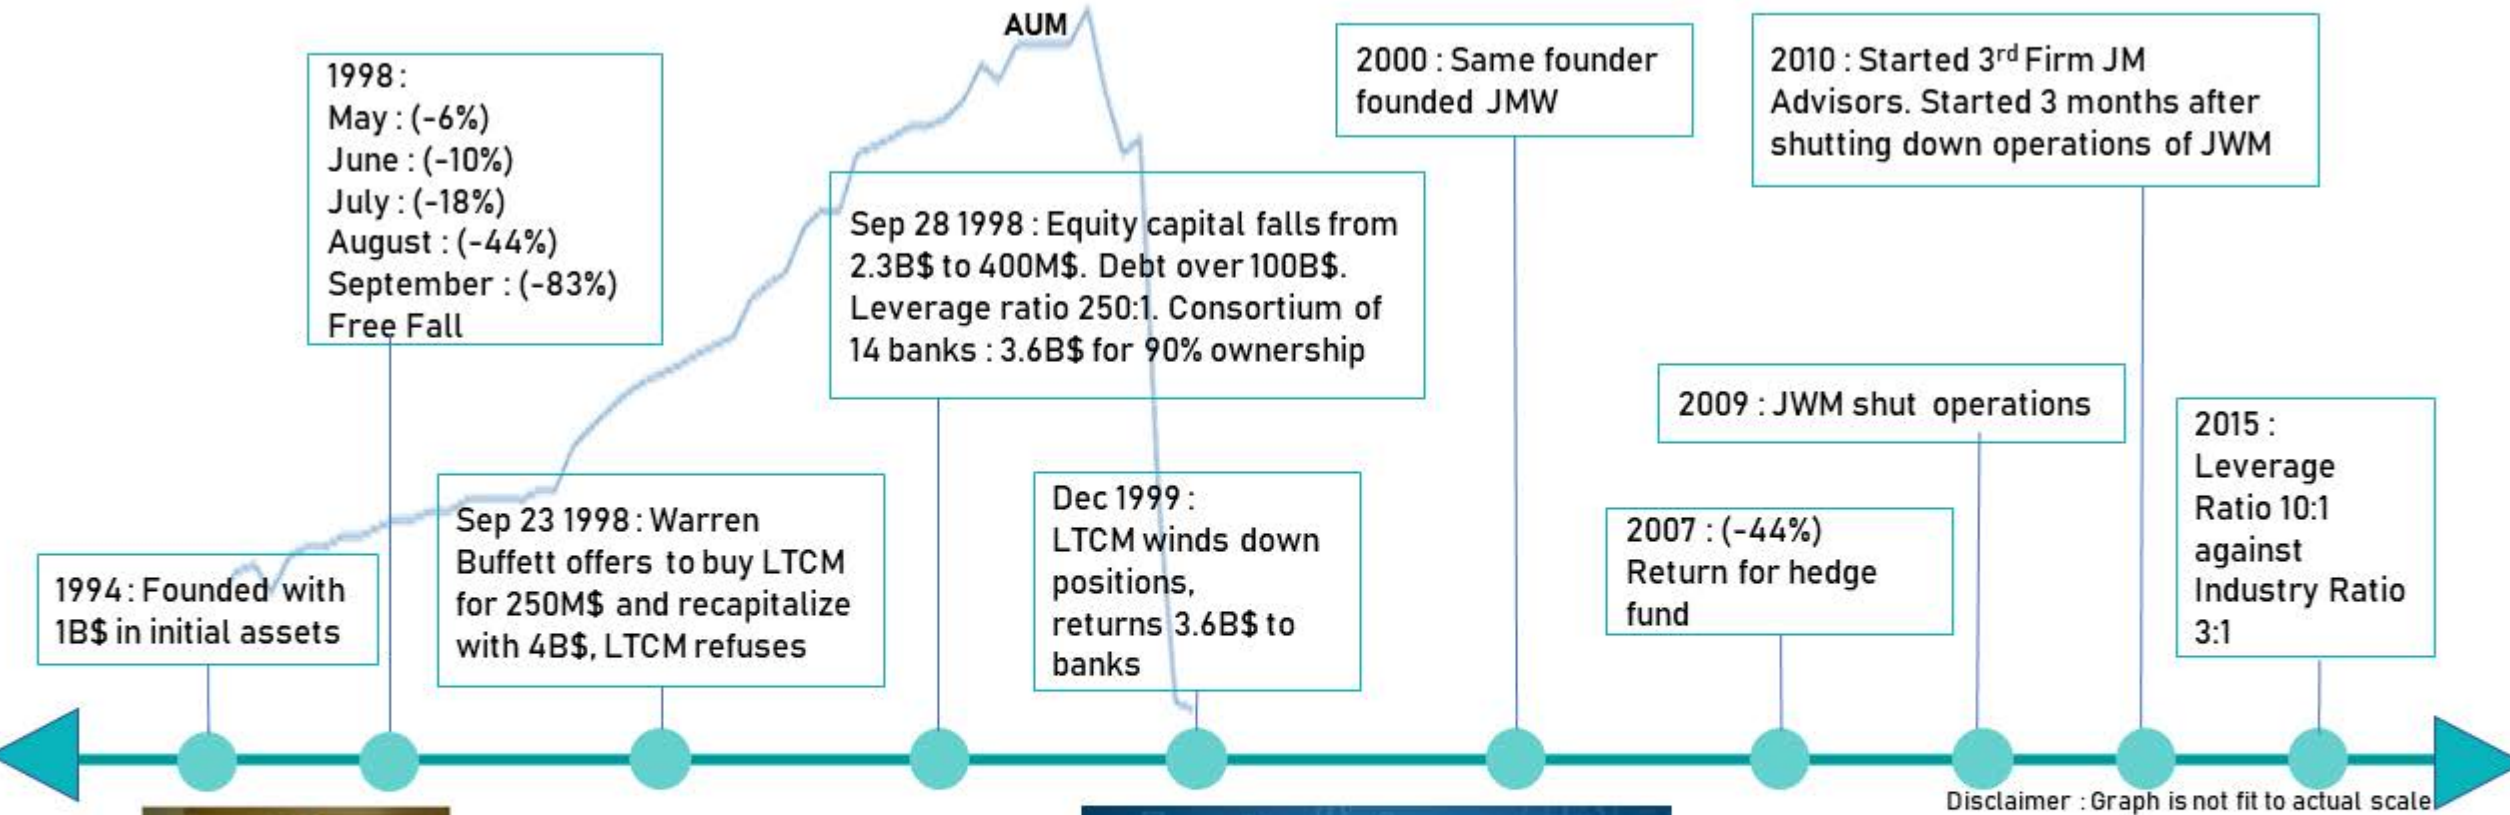 AUM
1998 :
May : (-6%)
June : (-10%)
July : (-18%)
August : (-44%)
September : (-83%)
Free Fall
2000 : Same founder
founded JMW
2010 : Started 3rd Firm JM
Advisors. Started 3 months after
shutting down operations of JWM
Sep 28 1998 : Equity capital falls from
2.3B$ to 400M$. Debt over 100B$.
Leverage ratio 250:1. Consortium of
14 banks : 3.6B$ for 90% ownership
2009 : JWM shut operations
2015 :
Leverage
Ratio 10:1
against
Industry Ratio
3:1
Sep 23 1998 : Warren
Buffett offers to buy LTCM
for 250M$ and recapitalize
with 4B$, LTCM refuses
Dec 1999 :
LTCM winds down
positions,
returns 3.6B$ to
banks
2007 : (-44%)
Return for hedge
fund
1994 : Founded with
1B$ in initial assets
Disclaimer : Graph is not fit to actual scale